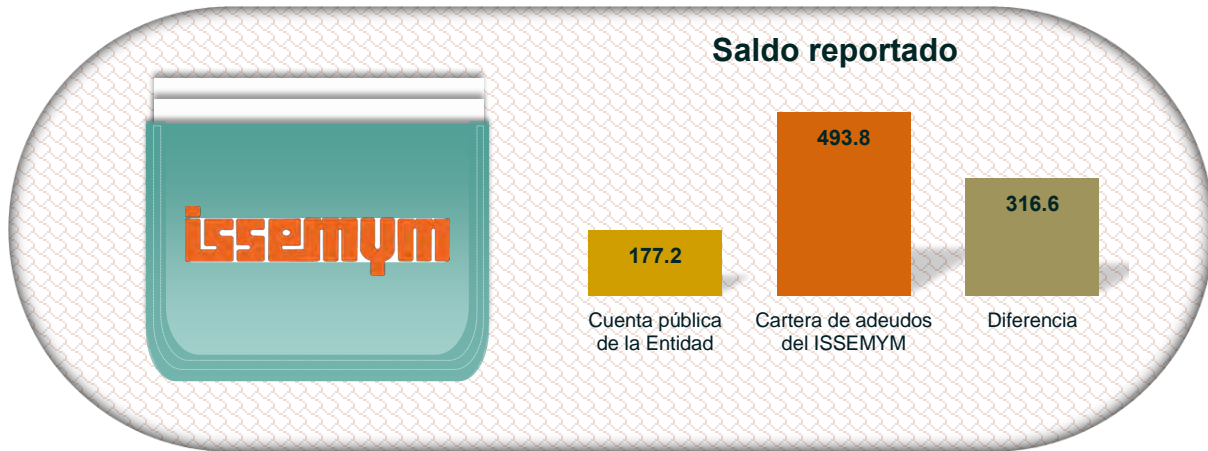 Saldo reportado
issemym
493.8
316.6
177.2
Cuenta pública
de la Entidad
Cartera de adeudos
del ISSEMYM
Diferencia